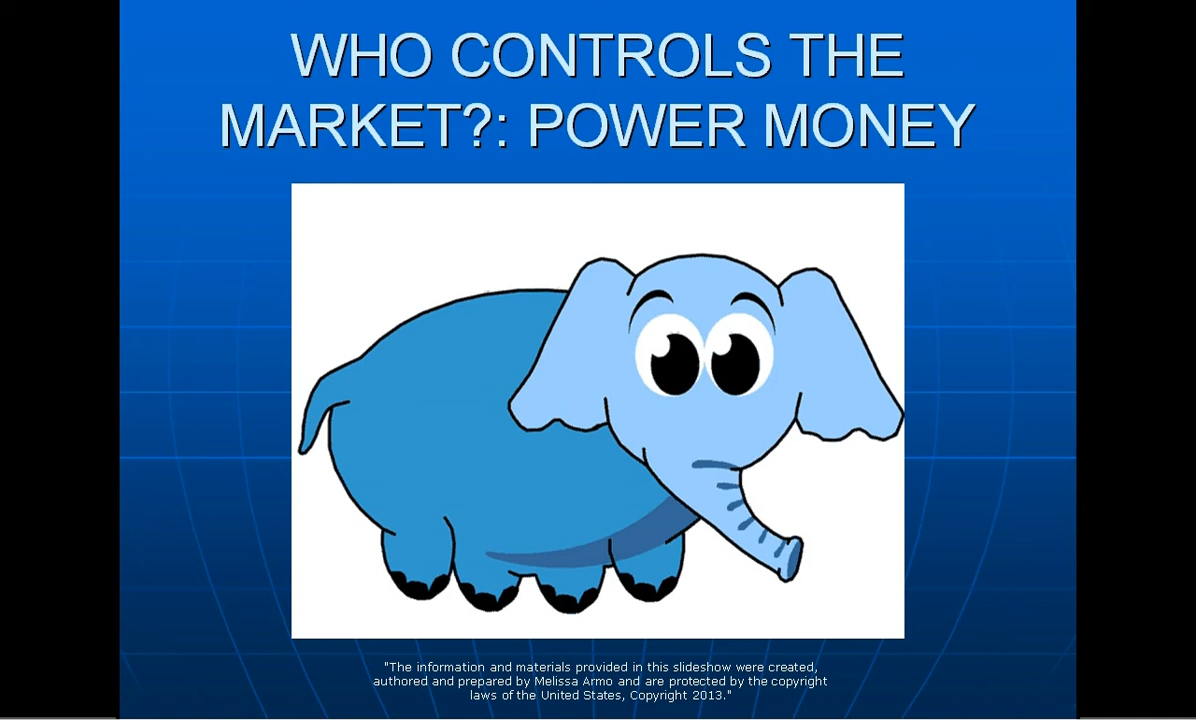 WHO CONTROLS THE
MARKET?: POWER MONEY
"The information and materials provided in this slideshow were created,
authored and prepared by Melissa Armo and are protected by the copyright
laws of the United States, Copyright 2013."